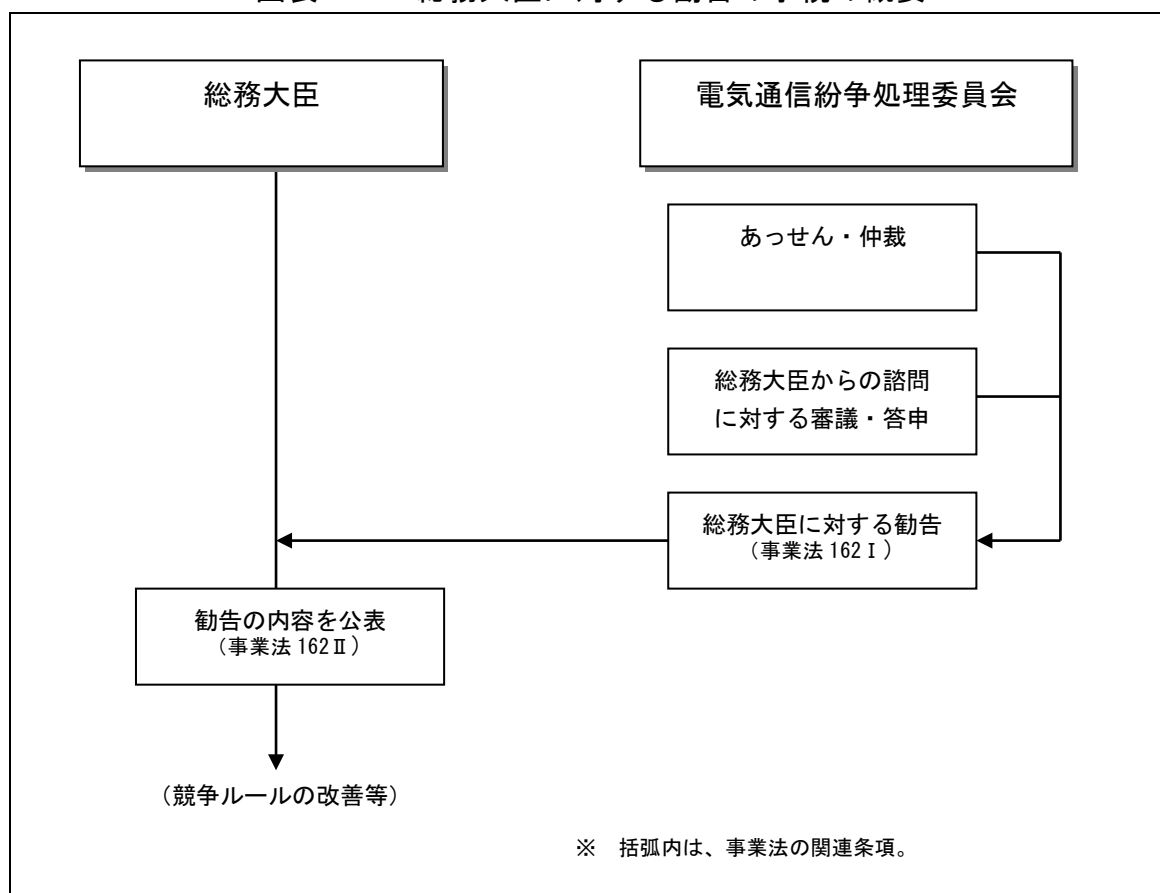 総務大臣
電気通信紛争処理委員会
あっせん・仲裁
総務大臣からの諮問
に対する審議・答申
総務大臣に対する勧告
（事業法 162Ⅰ）
勧告の内容を公表
（事業法 162Ⅱ）
（競争ルールの改善等）
※　括弧内は、事業法の関連条項。